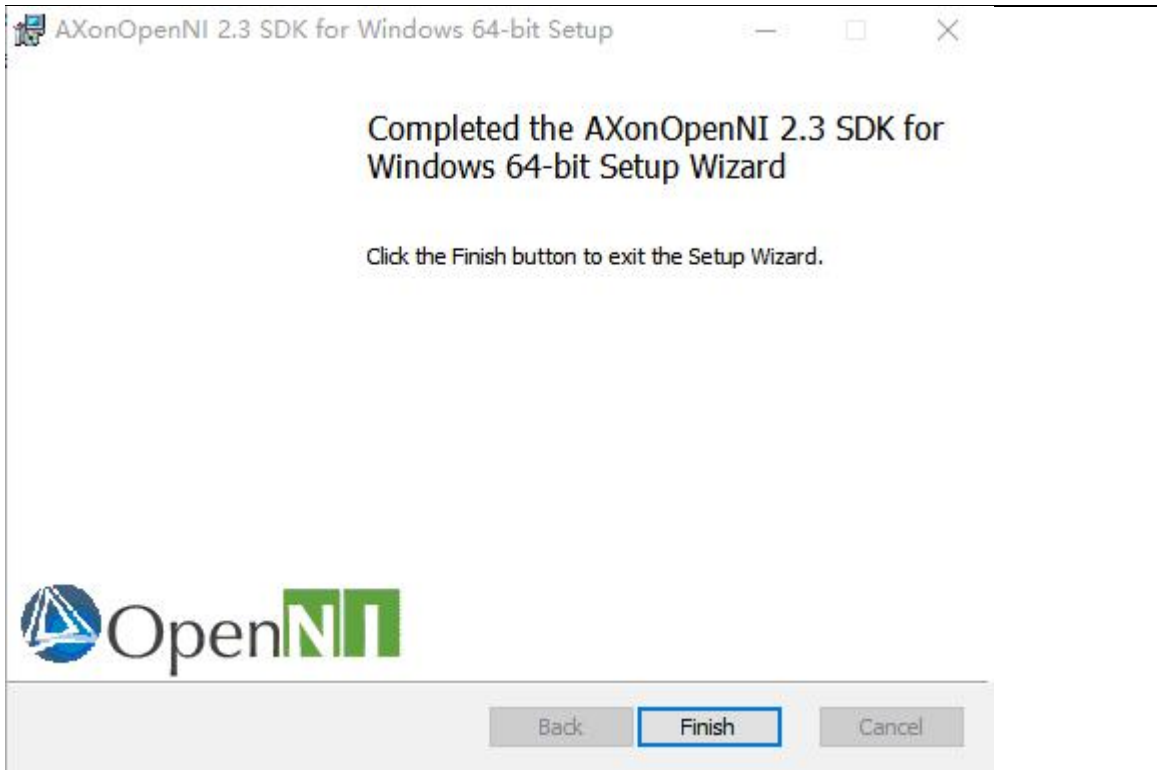 AXonOpenNI 2.3 SDK for Windows 64-bit Setup
Completed the AXonOpenNI 2.3 SDK for
Windows 64-bit Setup Wizard
Click the Finish button to exit the Setup Wizard.
OpenNI
Back Finish Cancel